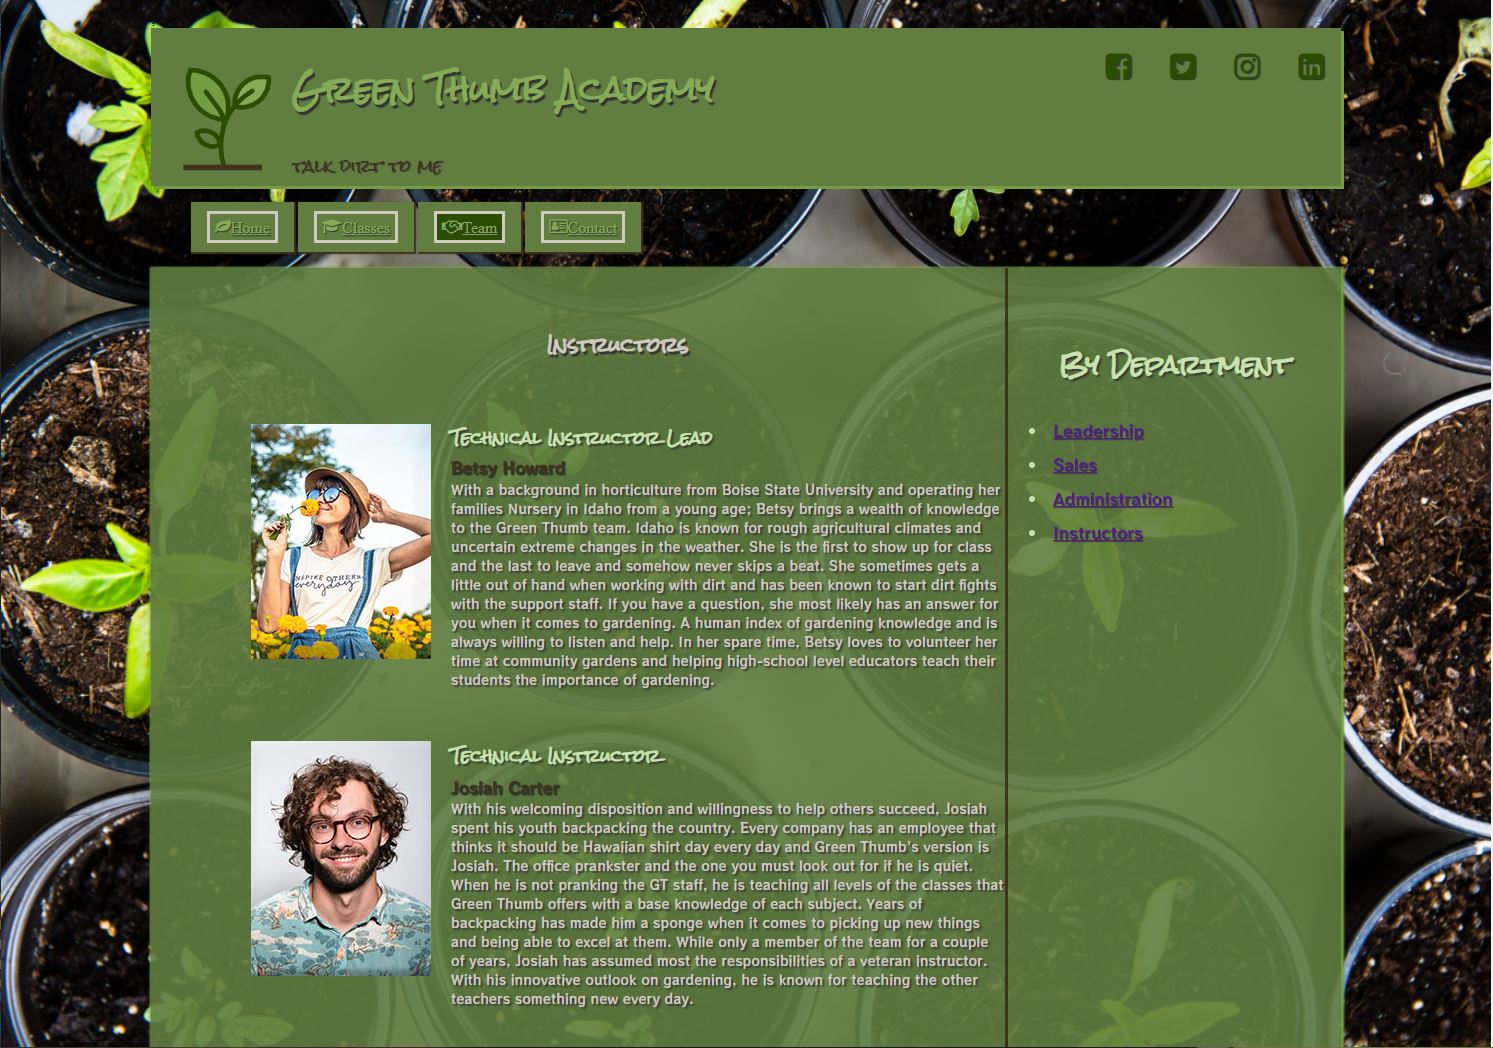 Green Thumb Academy
Talk dirt to me
Home
Classes
Team
Contact
Instructors
Technical Instructor Lead
Betsy Howard
With a background in horticulture from Boise State University and operating her
families Nursery in Idaho from a young age; Betsy brings a wealth of knowledge
to the Green Thumb team. Idaho is known for rough agricultural climates and
uncertain extreme changes in the weather. She is the first to show up for class
and the last to leave and somehow never skips a beat. She sometimes gets a
little out of hand when working with dirt and has been known to start dirt fights
with the support staff. If you have a question, she most likely has an answer for
you when it comes to gardening. A human index of gardening knowledge and is
always willing to listen and help. In her spare time, Betsy loves to volunteer her
time at community gardens and helping high-school level educators teach their
students the importance of gardening.
INSPIRE OTHERS
everyday
Technical Instructor
Josiah Carter
With his welcoming disposition and willingness to help others succeed, Josiah
spent his youth backpacking the country. Every company has an employee that
thinks it should be Hawaiian shirt day every day and Green Thumb's version is
Josiah. The office prankster and the one you must look out for if he is quiet.
When he is not pranking the GT staff, he is teaching all levels of the classes that
Green Thumb offers with a base knowledge of each subject. Years of
backpacking has made him a sponge when it comes to picking up new things
and being able to excel at them. While only a member of the team for a couple
of years, Josiah has assumed most the responsibilities of a veteran instructor.
With his innovative outlook on gardening, he is known for teaching the other
teachers something new every day.
By Department
Leadership
Sales
Administration
Instructors